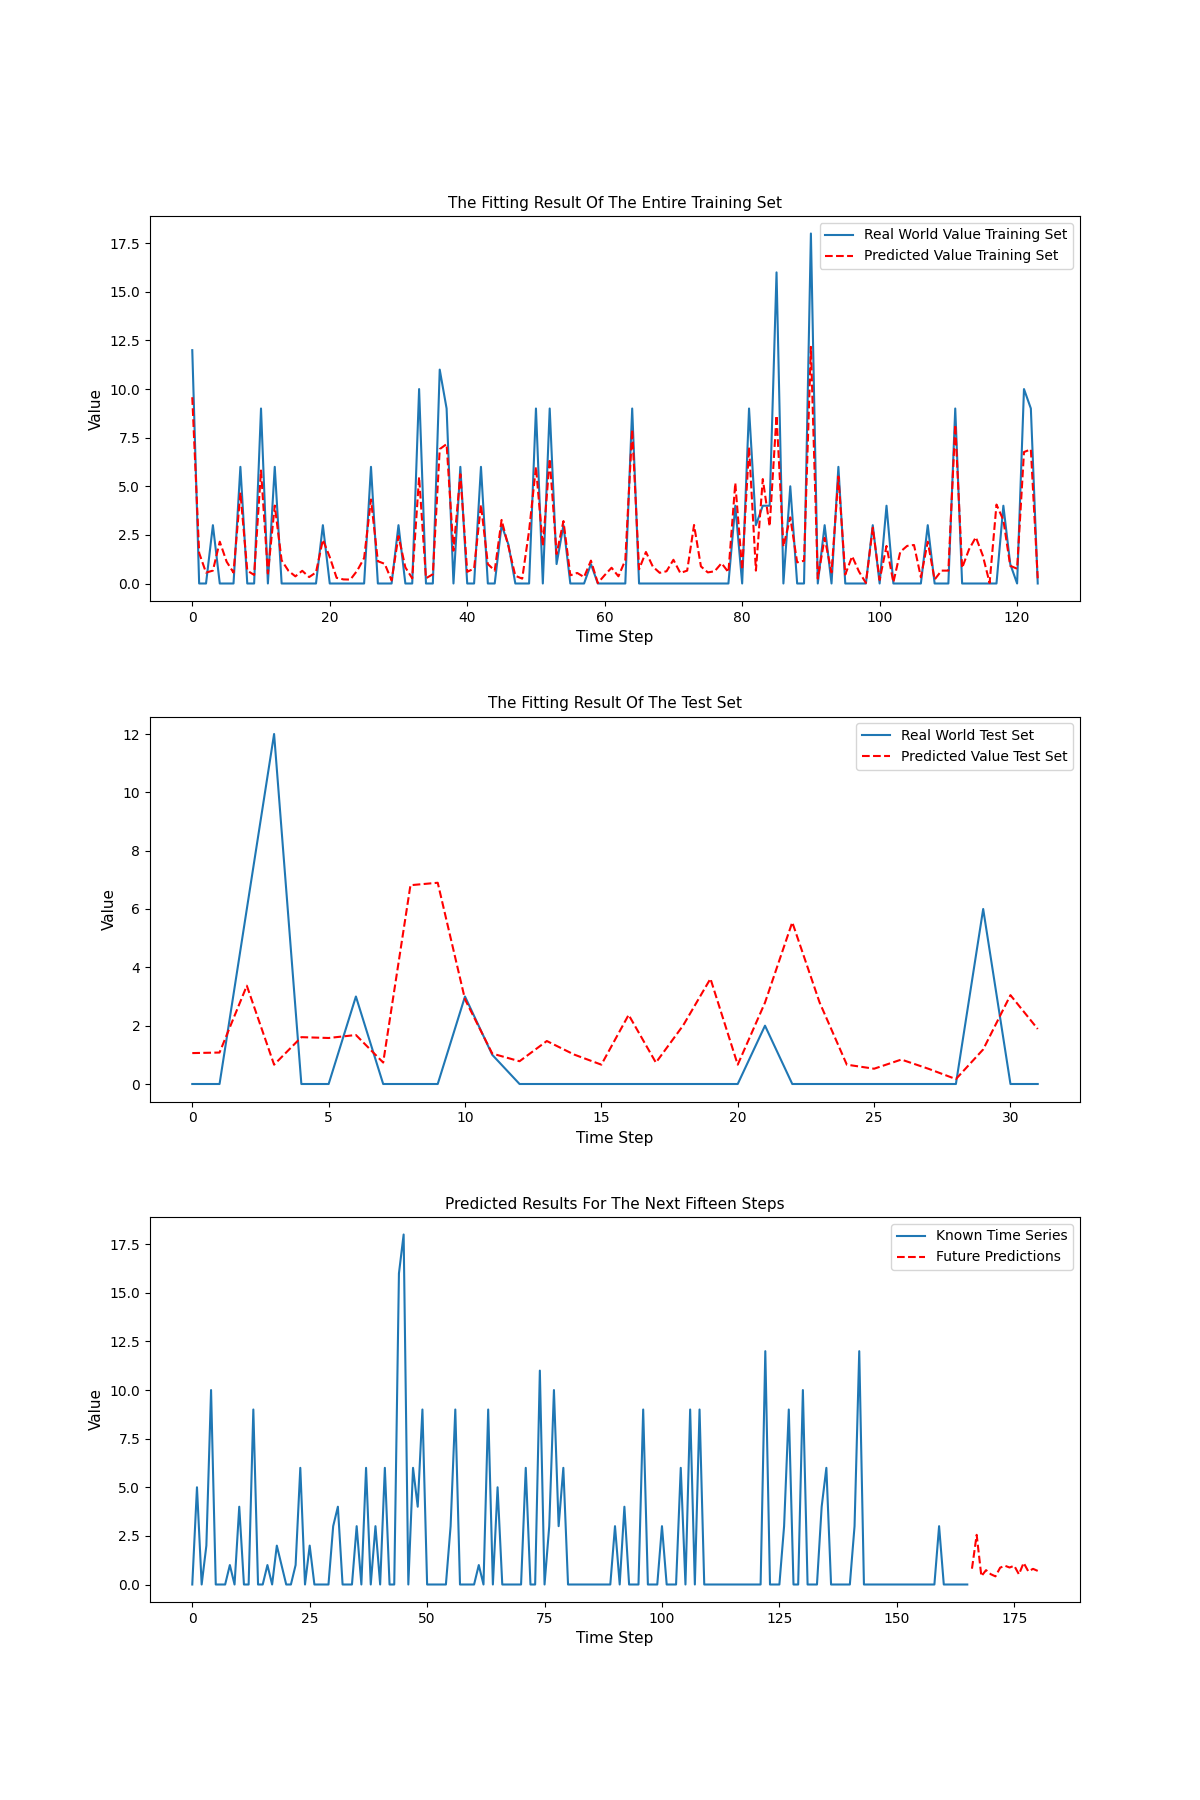 The Fitting Result Of The Entire Training Set
Real World Value Training Set
Predicted Value Training Set
Value
17.5
15.0
12.5
10.0
7.5
5.0
2.5
0.0
0 20 40 60 80 100 120
Time Step
The Fitting Result Of The Test Set
Real World Test Set
Predicted Value Test Set
Value
12
10
8
6
4
2
0
0 5 10 15 20 25 30
Time Step
Predicted Results For The Next Fifteen Steps
Known Time Series
Future Predictions
Value
17.5
15.0
12.5
10.0
7.5
5.0
2.5
0.0
0 25 50 75 100 125 150 175
Time Step